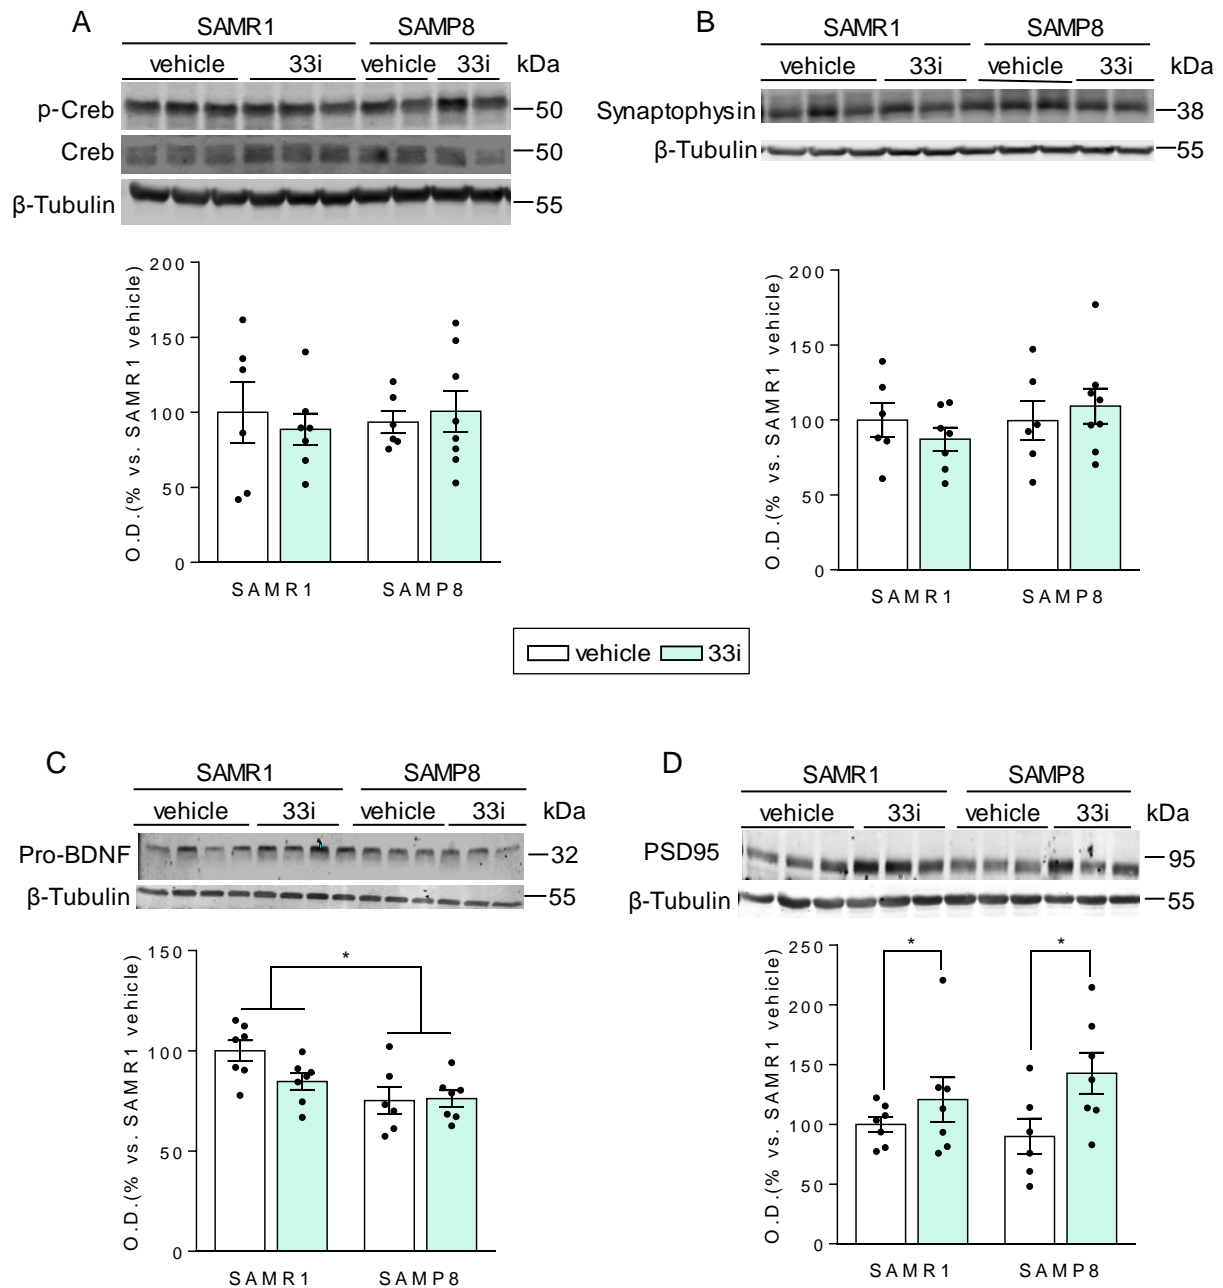 A
SAMR1 SAMP8
vehicle 33i vehicle 33i kDa
p-Creb 50
Creb 50
β-Tubulin 55
O.D.(% vs. SAMR1 vehicle)
200
150
100
50
0
SAMR1 SAMP8
B
SAMR1 SAMP8
vehicle 33i vehicle 33i kDa
Synaptophysin 38
β-Tubulin 55
O.D.(% vs. SAMR1 vehicle)
200
150
100
50
0
SAMR1 SAMP8
vehicle 33i
C
SAMR1 SAMP8
vehicle 33i vehicle 33i kDa
Pro-BDNF 32
β-Tubulin 55
O.D.(% vs. SAMR1 vehicle)
150
100
50
0
*
SAMR1 SAMP8
D
SAMR1 SAMP8
vehicle 33i vehicle 33i kDa
PSD95 95
β-Tubulin 55
O.D.(% vs. SAMR1 vehicle)
250
200
150
100
50
0
* *
SAMR1 SAMP8